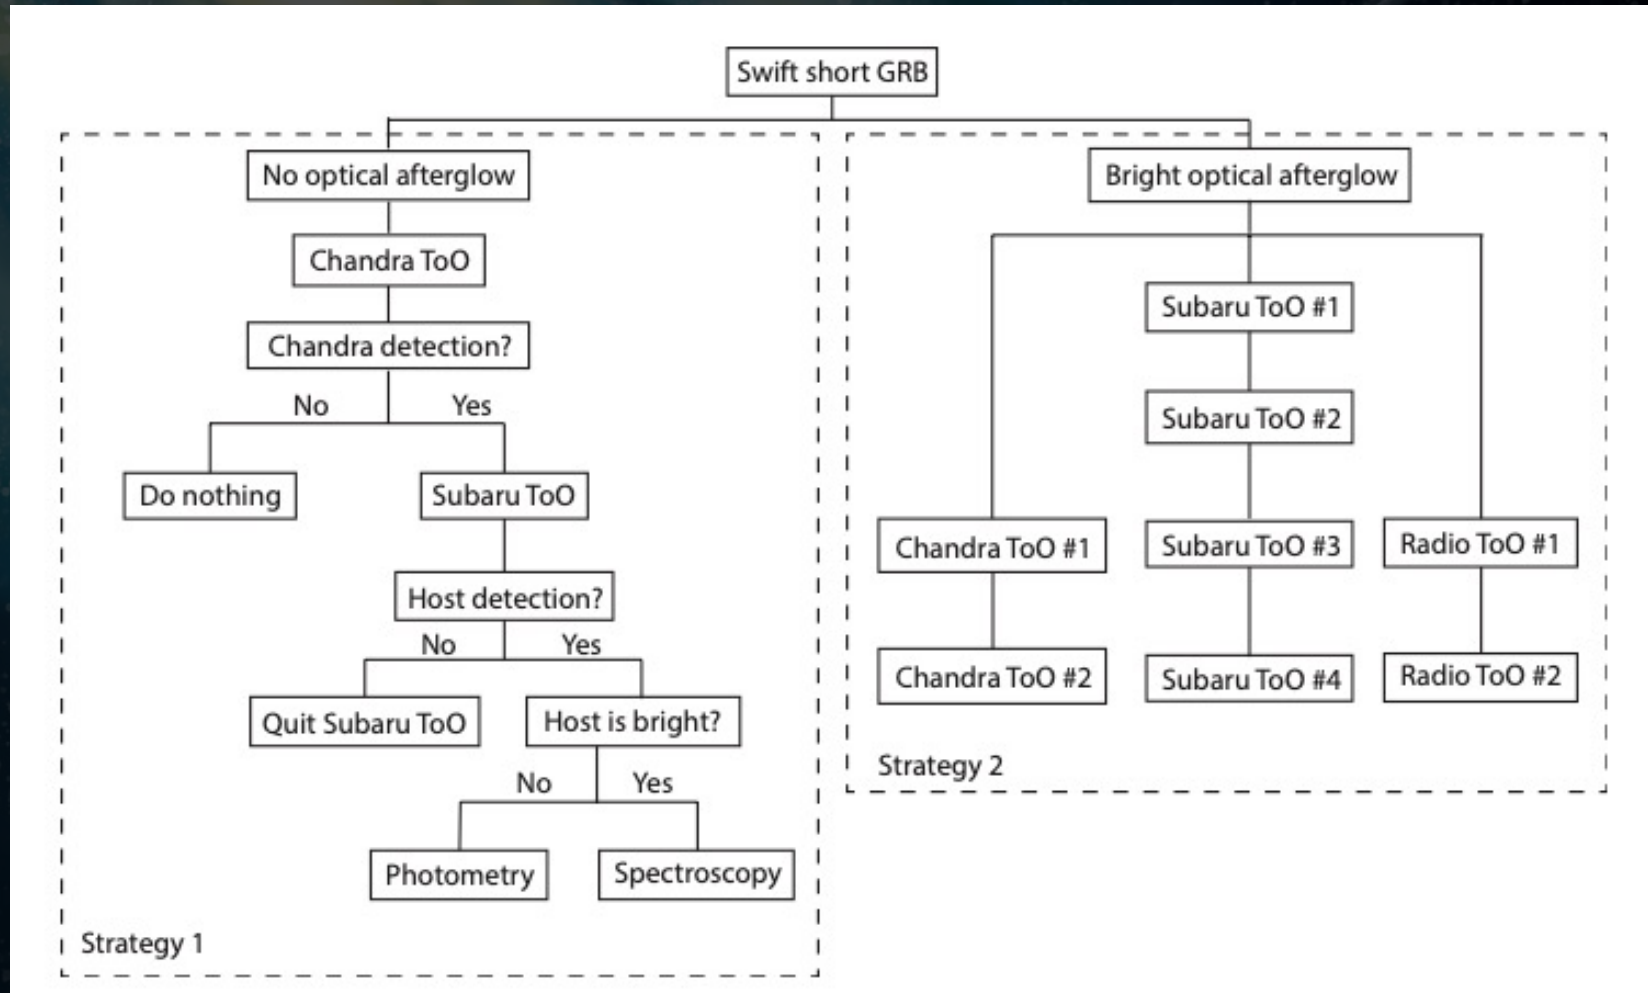 Swift short GRB
No optical afterglow
Chandra ToO
Chandra detection?
No
Yes
Do nothing
Subaru ToO
Host detection?
No
Yes
Quit Subaru ToO
Host is bright?
No
Yes
Photometry
Spectroscopy
Strategy 1
Bright optical afterglow
Subaru ToO #1
Subaru ToO #2
Chandra ToO #1
Subaru ToO #3
Radio ToO #1
Chandra ToO #2
Subaru ToO #4
Radio ToO #2
Strategy 2